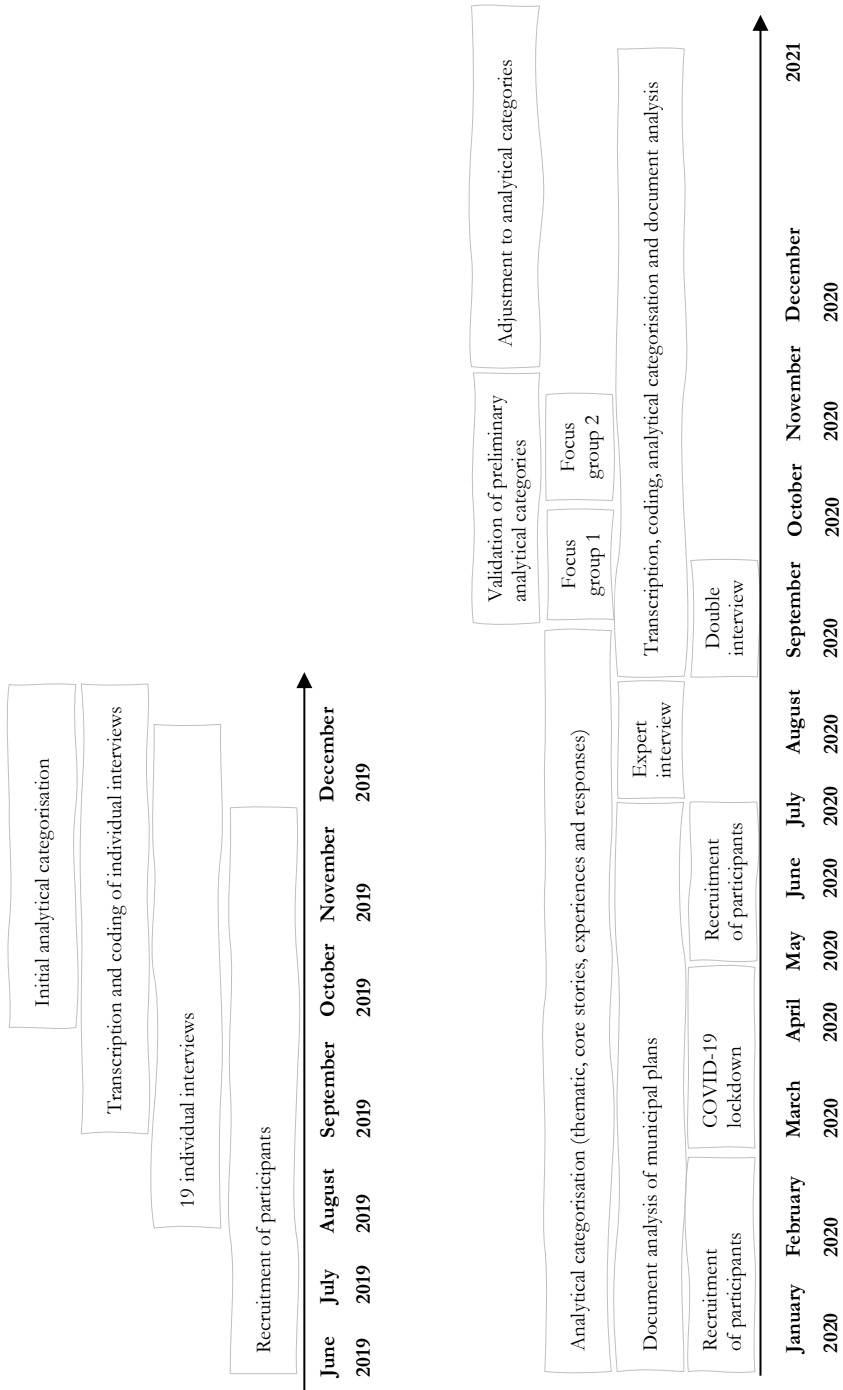 Initial analytical categorisation
Transcription and coding of individual interviews
19 individual interviews
Recruitment of participants
June July August September October November December
2019 2019 2019 2019 2019 2019 2019
Validation of preliminary
analytical categories
Adjustment to analytical categories
Analytical categorisation (thematic, core stories, experiences and responses)
Focus
group 1
Focus
group 2
Document analysis of municipal plans
Expert
interview
Transcription, coding, analytical categorisation and document analysis
Recruitment
of participants
COVID-19
lockdown
Recruitment
of participants
Double
interview
January February March April May June July August September October November December 2021
2020 2020 2020 2020 2020 2020 2020 2020 2020 2020 2020 2020